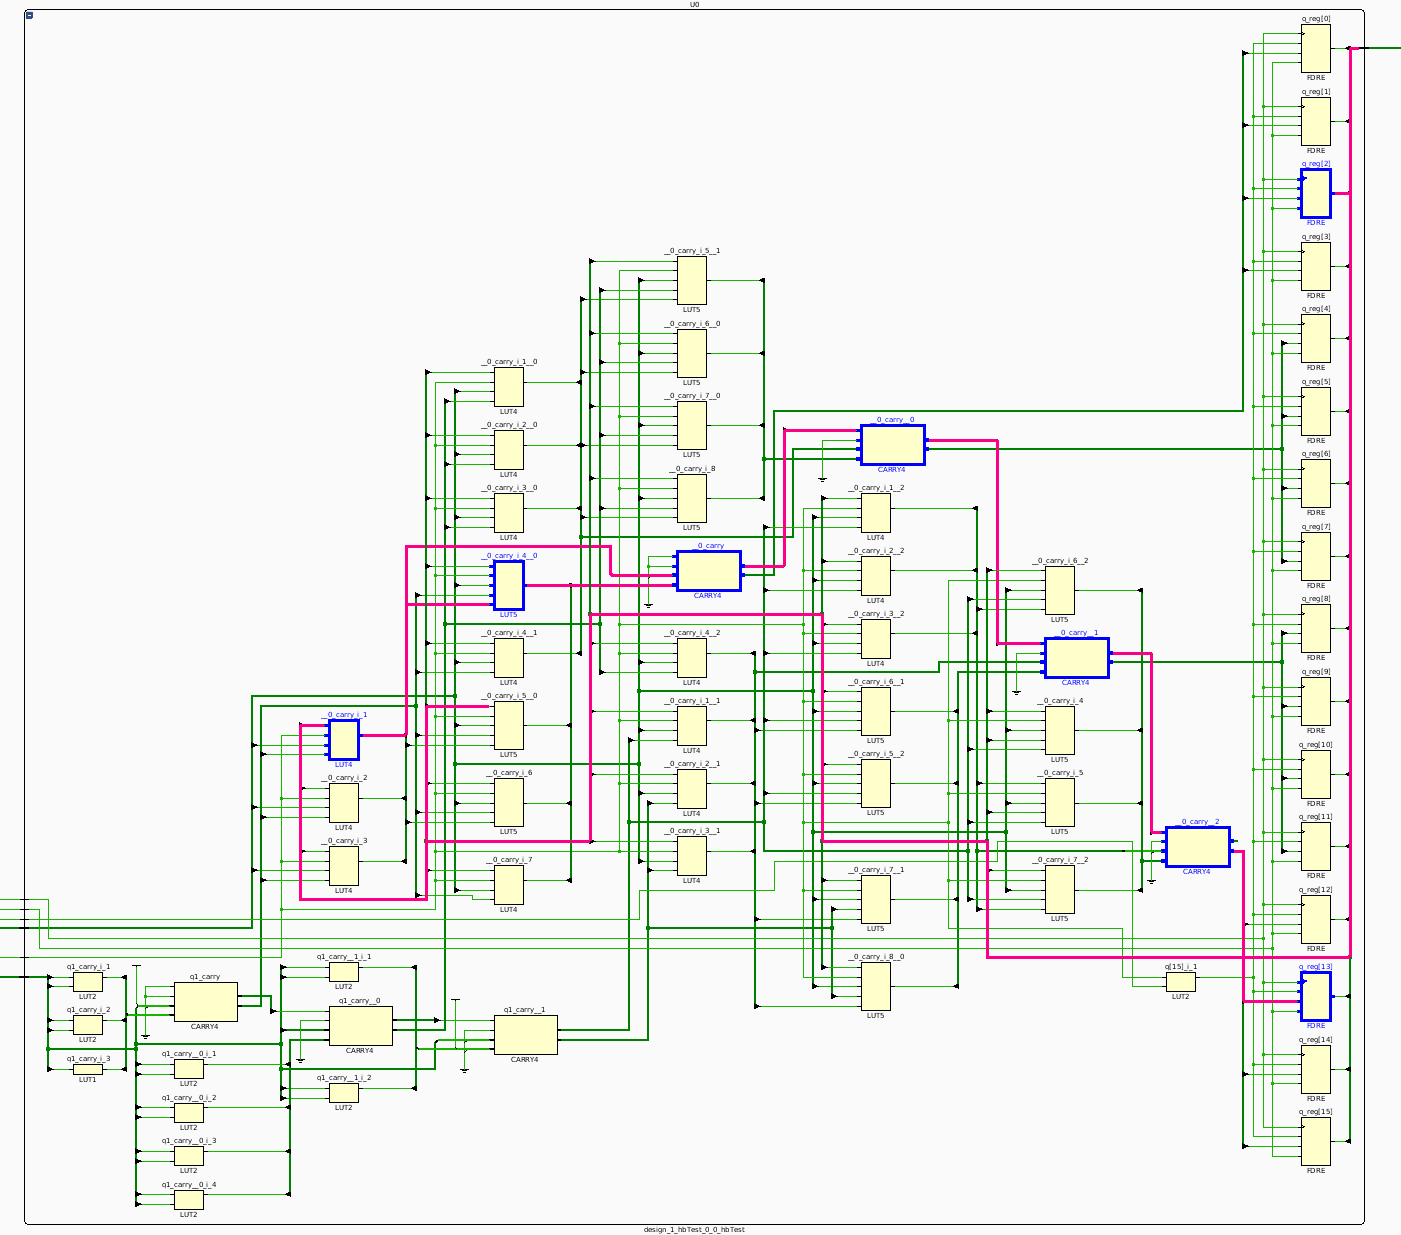 U0
q_reg[0]
FDRE
q_reg[1]
FDRE
q_reg[2]
FDRE
q_reg[3]
FDRE
q_reg[4]
FDRE
q_reg[5]
FDRE
q_reg[6]
FDRE
q_reg[7]
FDRE
q_reg[8]
FDRE
q_reg[9]
FDRE
q_reg[10]
FDRE
q_reg[11]
FDRE
q_reg[12]
FDRE
q_reg[13]
FDRE
q_reg[14]
FDRE
q_reg[15]
FDRE
__0_carry_i_5__1
LUT5
__0_carry_i_6__0
LUT5
__0_carry_i_7__0
LUT5
__0_carry_i_8
LUT5
__0_carry
CARRY4
__0_carry_i_4__2
LUT4
__0_carry_i_1__1
LUT4
__0_carry_i_2__1
LUT4
__0_carry_i_3__1
LUT4
__0_carry_i_1__0
LUT4
__0_carry_i_2__0
LUT4
__0_carry_i_3__0
LUT4
__0_carry_i_4__0
LUT5
__0_carry_i_4__1
LUT4
__0_carry_i_5__0
LUT5
__0_carry_i_6
LUT5
__0_carry_i_7
LUT4
__0_carry__0
CARRY4
__0_carry_i_1__2
LUT4
__0_carry_i_2__2
LUT4
__0_carry_i_3__2
LUT4
__0_carry_i_6__1
LUT5
__0_carry_i_5__2
LUT5
__0_carry_i_7__1
LUT5
__0_carry_i_8__0
LUT5
__0_carry_i_6__2
LUT5
__0_carry__1
CARRY4
__0_carry_i_4
LUT5
__0_carry_i_5
LUT5
__0_carry_i_7__2
LUT5
__0_carry__2
CARRY4
q[15]_i_1
LUT2
__0_carry_i_1
LUT4
__0_carry_i_2
LUT4
__0_carry_i_3
LUT4
q1_carry_i_1
LUT2
q1_carry_i_2
LUT2
q1_carry_i_3
LUT1
q1_carry
CARRY4
q1_carry__0_i_1
LUT2
q1_carry__0_i_2
LUT2
q1_carry__0_i_3
LUT2
q1_carry__0_i_4
LUT2
q1_carry__1_i_1
LUT2
q1_carry__0
CARRY4
q1_carry__1_i_2
LUT2
q1_carry__1
CARRY4
design_1_hbTest_0_0_hbTest